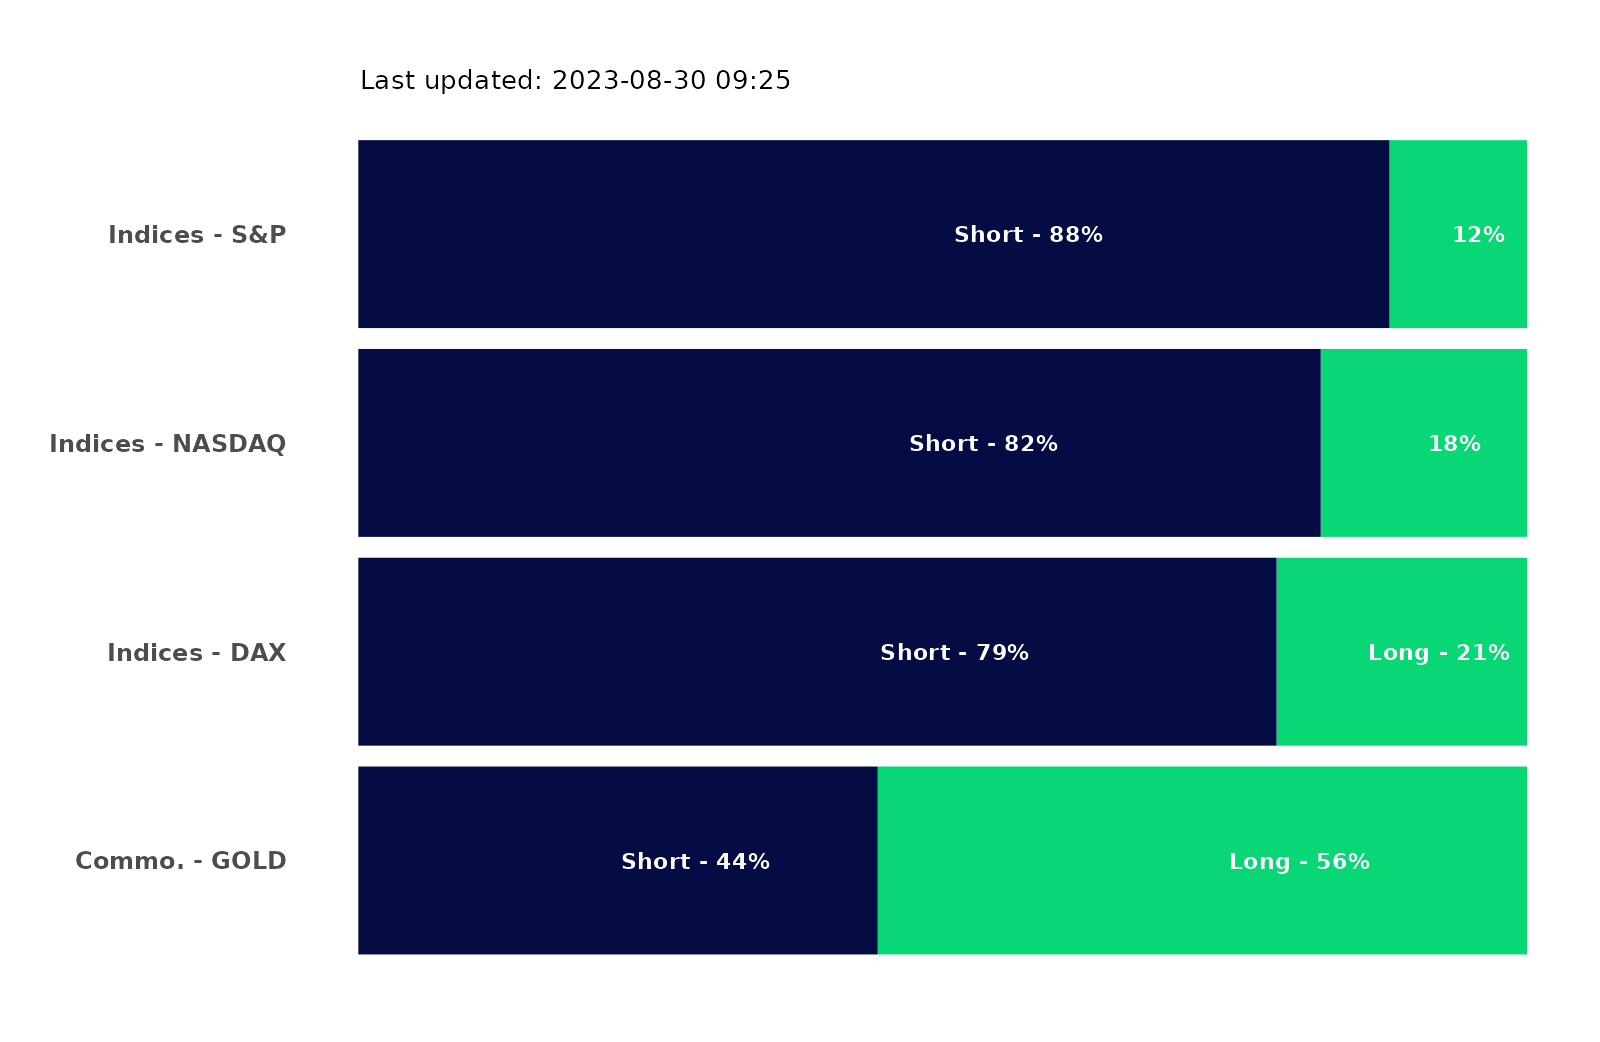 Last updated: 2023-08-30 09:25
Indices - S&P Short - 88% 12%
Indices - NASDAQ Short - 82% 18%
Indices - DAX Short - 79% Long - 21%
Commo. - GOLD Short - 44% Long - 56%